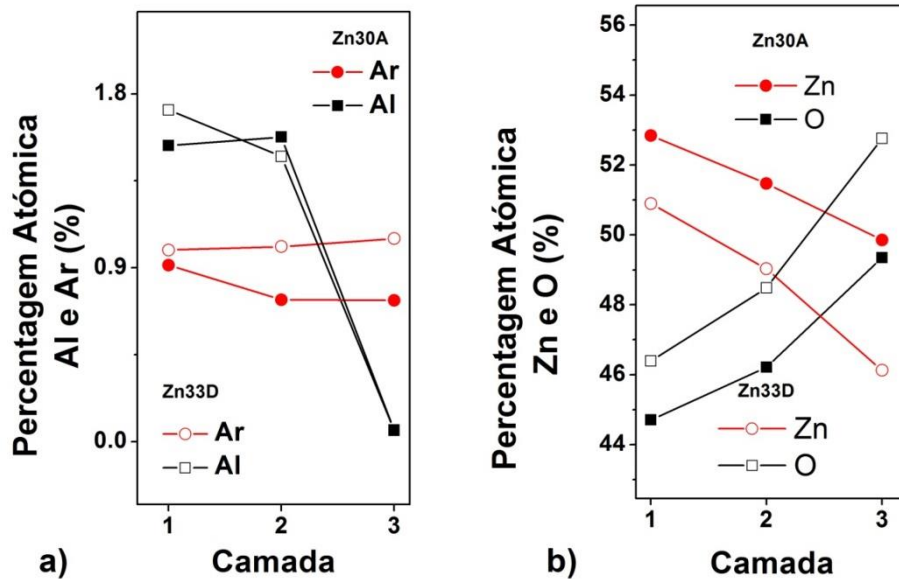 Percentagem Atómica
Al e Ar (%)
1.8
0.9
0.0
Zn30A
Ar
Al
Zn33D
Ar
Al
1 2 3
a) Camada
Percentagem Atómica
Zn e O (%)
56
54
52
50
48
46
44
Zn30A
Zn
O
Zn33D
Zn
O
1 2 3
b) Camada